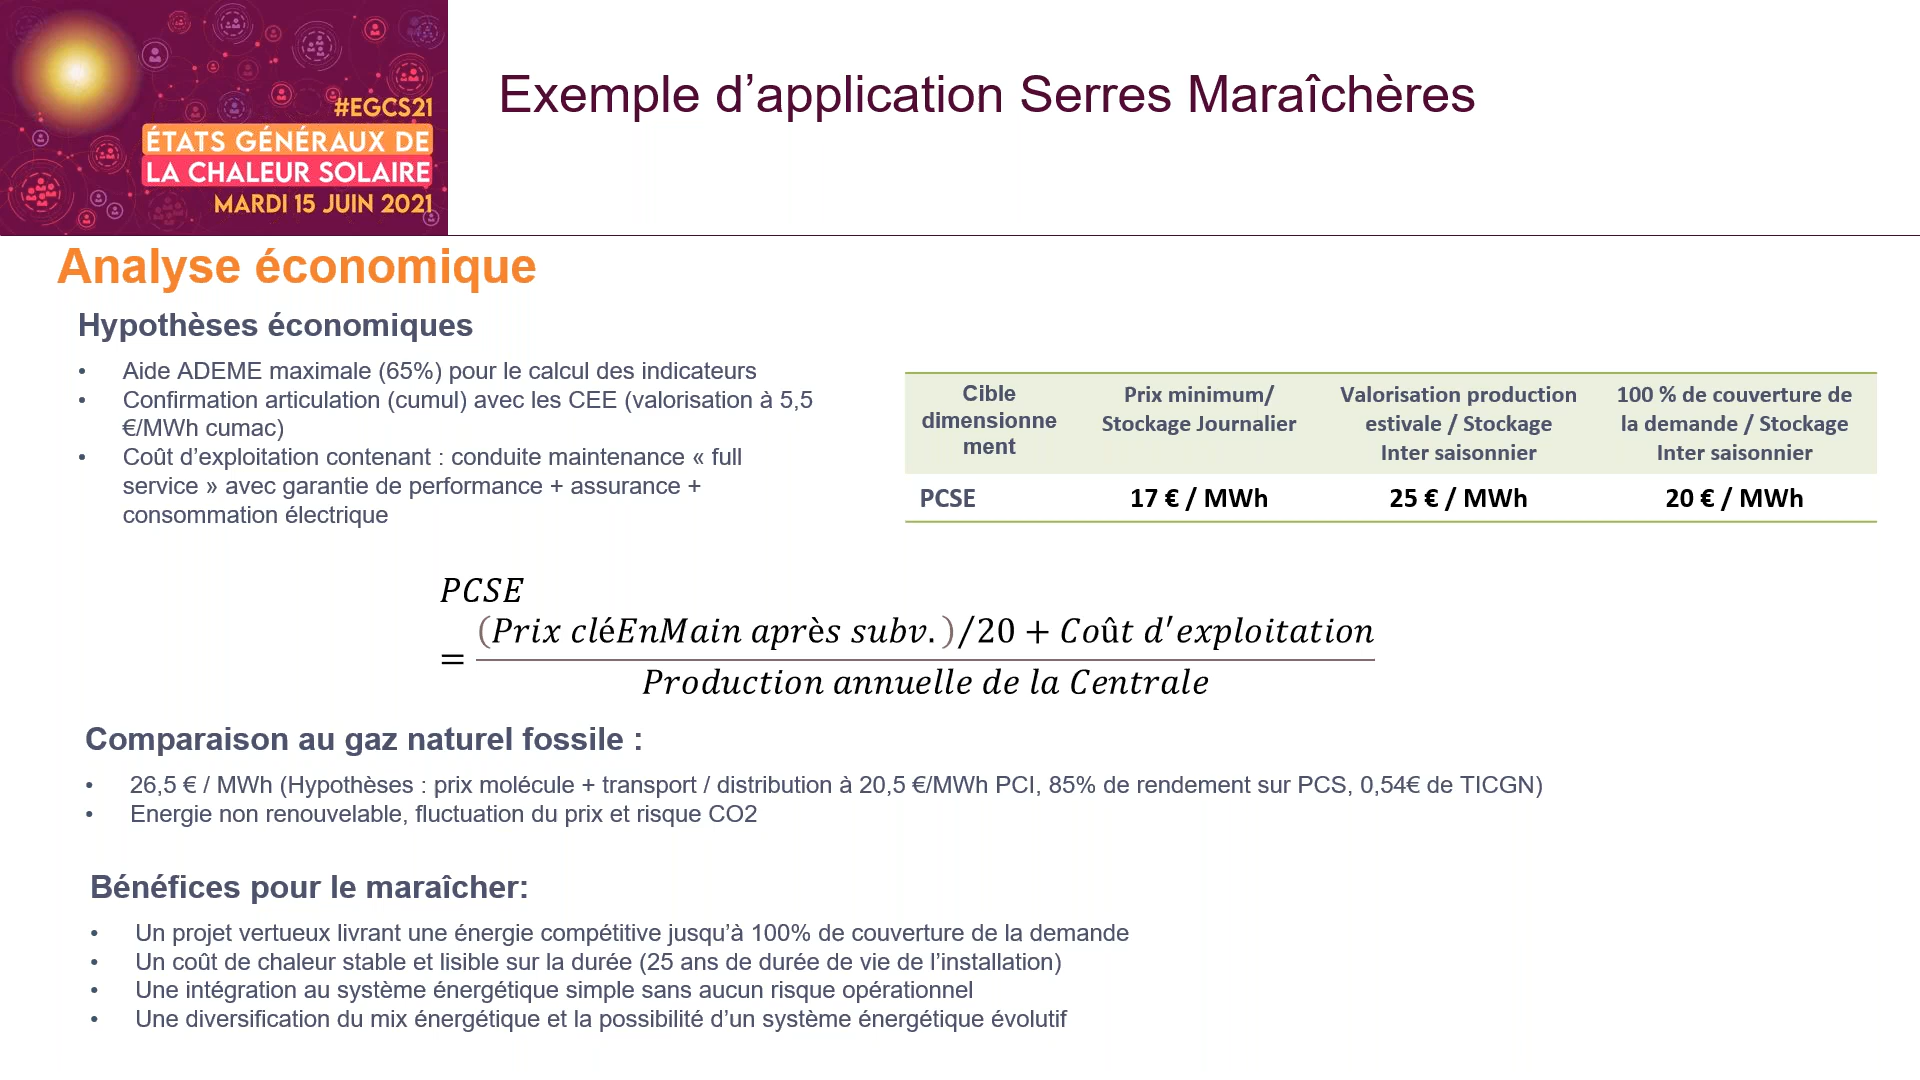 #EGCS21
ÉTATS GÉNÉRAUX DE
LA CHALEUR SOLAIRE
MARDI 15 JUIN 2021
Exemple d’application Serres Maraîchères
Analyse économique
Hypothèses économiques
• Aide ADEME maximale (65%) pour le calcul des indicateurs
• Confirmation articulation (cumul) avec les CEE (valorisation à 5,5
€/MWh cumac)
• Coût d’exploitation contenant : conduite maintenance « full
service » avec garantie de performance + assurance +
consommation électrique
Cible
dimensionne
ment
Prix minimum/
Stockage Journalier
Valorisation production
estivale / Stockage
Inter saisonnier
100 % de couverture de
la demande / Stockage
Inter saisonnier
PCSE 17 € / MWh 25 € / MWh 20 € / MWh
PCSE
= (Prix cléEnMain après subv.)/20 + Coût d'exploitation
Production annuelle de la Centrale
Comparaison au gaz naturel fossile :
• 26,5 € / MWh (Hypothèses : prix molécule + transport / distribution à 20,5 €/MWh PCI, 85% de rendement sur PCS, 0,54€ de TICGN)
• Energie non renouvelable, fluctuation du prix et risque CO2
Bénéfices pour le maraîcher:
• Un projet vertueux livrant une énergie compétitive jusqu’à 100% de couverture de la demande
• Un coût de chaleur stable et lisible sur la durée (25 ans de durée de vie de l’installation)
• Une intégration au système énergétique simple sans aucun risque opérationnel
• Une diversification du mix énergétique et la possibilité d’un système énergétique évolutif